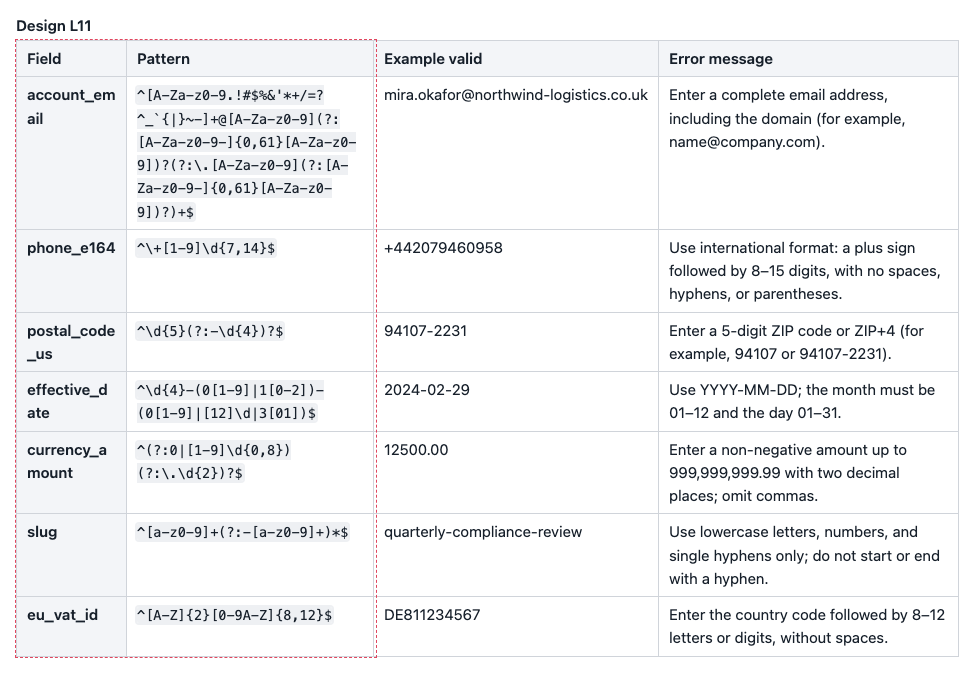 Design L11
Field
Pattern
Example valid
Error message
account_em
ail
^[A-Za-z0-9.!#$%&'*+/=?
^_`{|}~-]+@[A-Za-z0-9](?:
[A-Za-z0-9-]{0,61}[A-Za-z0-
9])?(?:\.[A-Za-z0-9](?:[A-
Za-z0-9-]{0,61}[A-Za-z0-
9])?)+$
mira.okafor@northwind-logistics.co.uk
Enter a complete email address,
including the domain (for example,
name@company.com).
phone_e164
^\+[1-9]\d{7,14}$
+442079460958
Use international format: a plus sign
followed by 8–15 digits, with no spaces,
hyphens, or parentheses.
postal_code
_us
^\d{5}(?:-\d{4})?$
94107-2231
Enter a 5-digit ZIP code or ZIP+4 (for
example, 94107 or 94107-2231).
effective_d
ate
^\d{4}-(0[1-9]|1[0-2])-
(0[1-9]|[12]\d|3[01])$
2024-02-29
Use YYYY-MM-DD; the month must be
01–12 and the day 01–31.
currency_a
mount
^(?:0|[1-9]\d{0,8})
(?:\.\d{2})?$
12500.00
Enter a non-negative amount up to
999,999,999.99 with two decimal
places; omit commas.
slug
^[a-z0-9]+(?:-[a-z0-9]+)*$
quarterly-compliance-review
Use lowercase letters, numbers, and
single hyphens only; do not start or end
with a hyphen.
eu_vat_id
^[A-Z]{2}[0-9A-Z]{8,12}$
DE811234567
Enter the country code followed by 8–12
letters or digits, without spaces.